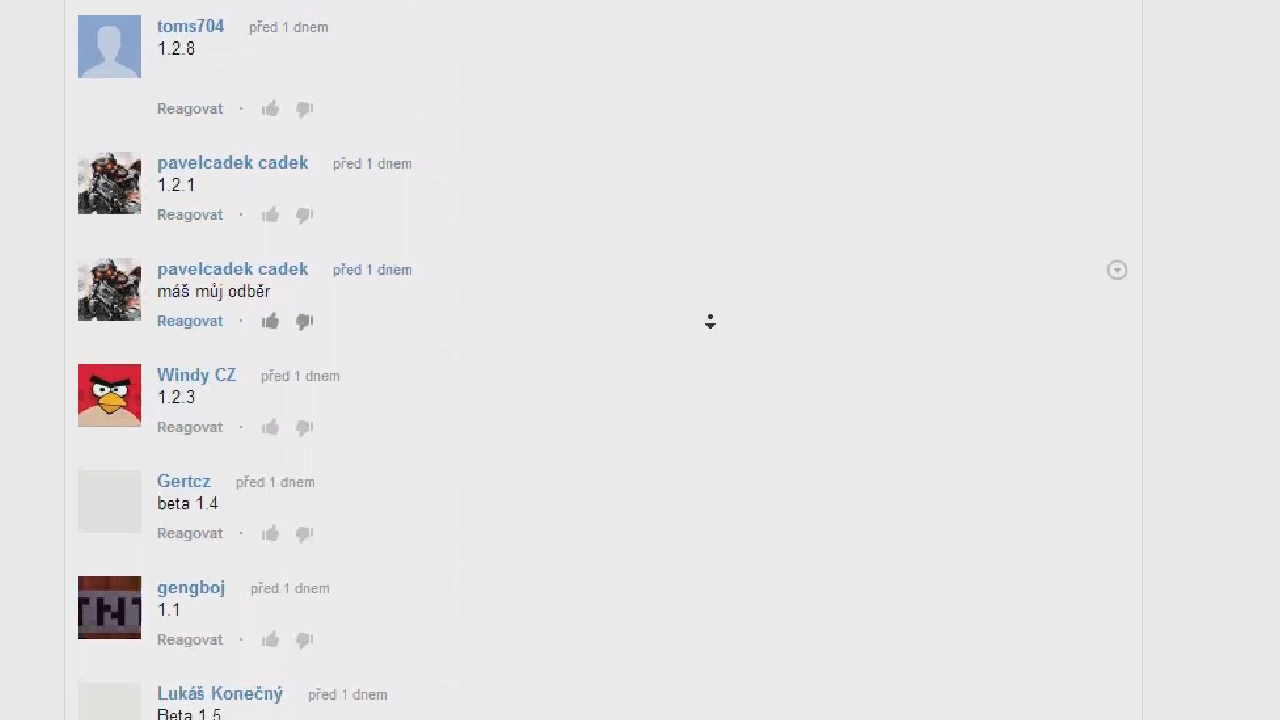 toms704 před 1 dnem
1.2.8
Reagovat ·
pavelcadek cadek před 1 dnem
1.2.1
Reagovat ·
pavelcadek cadek před 1 dnem
máš můj odběr
Reagovat ·
Windy CZ před 1 dnem
1.2.3
Reagovat ·
Gertcz před 1 dnem
beta 1.4
Reagovat ·
TNT
gengboj před 1 dnem
1.1
Reagovat ·
Lukáš Konečný před 1 dnem
Beta 1.5